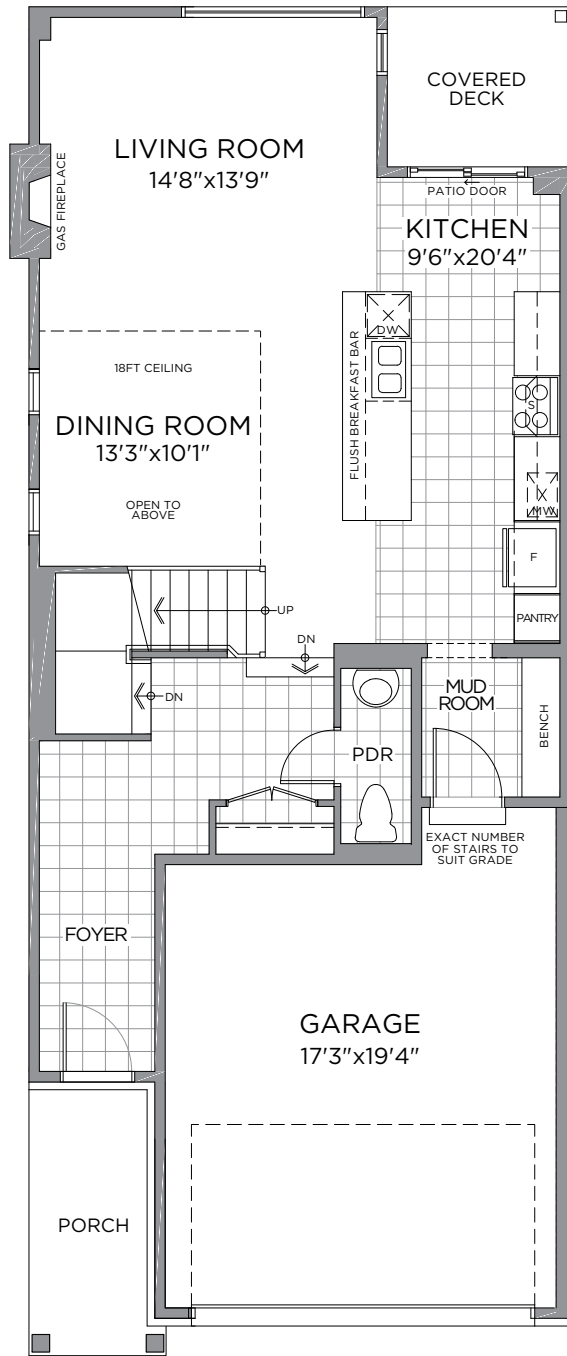 COVERED
DECK
LIVING ROOM
14'8"x13'9"
GAS FIREPLACE
PATIO DOOR
KITCHEN
9'6"x20'4"
DW
FLUSH BREAKFAST BAR
18FT CEILING
S
DINING ROOM
13'3"x10'1"
OPEN TO
ABOVE
MW
F
UP
PANTRY
DN
DN
MUD
ROOM
BENCH
PDR
EXACT NUMBER
OF STAIRS TO
SUIT GRADE
FOYER
GARAGE
17'3"x19'4"
PORCH